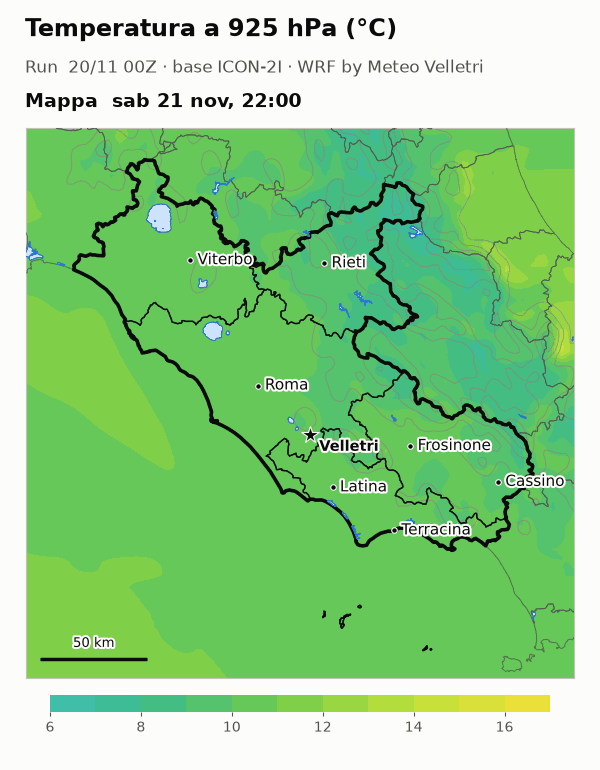 Temperatura a 925 hPa (°C)
Run  20/11 00Z · base ICON-2I · WRF by Meteo Velletri
Mappa  sab 21 nov, 22:00
Viterbo
Rieti
Roma
Velletri
Frosinone
Cassino
Latina
Terracina
50 km
6 8 10 12 14 16